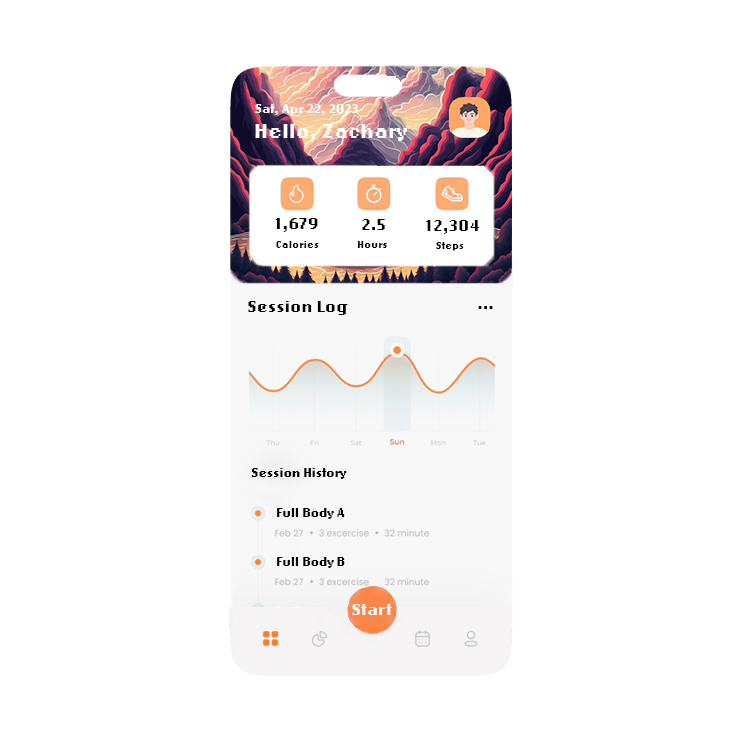 Sat, Apr 22, 2023
Hello, Zachary
1,679 2.5 12,304
Calories Hours Steps
Session Log
Thu Fri Sat Sun Mon Tue
Session History
Full Body A
Feb 27 • 3 excercise • 32 minute
Full Body B
Feb 27 • 3 excercise 32 minute
Start